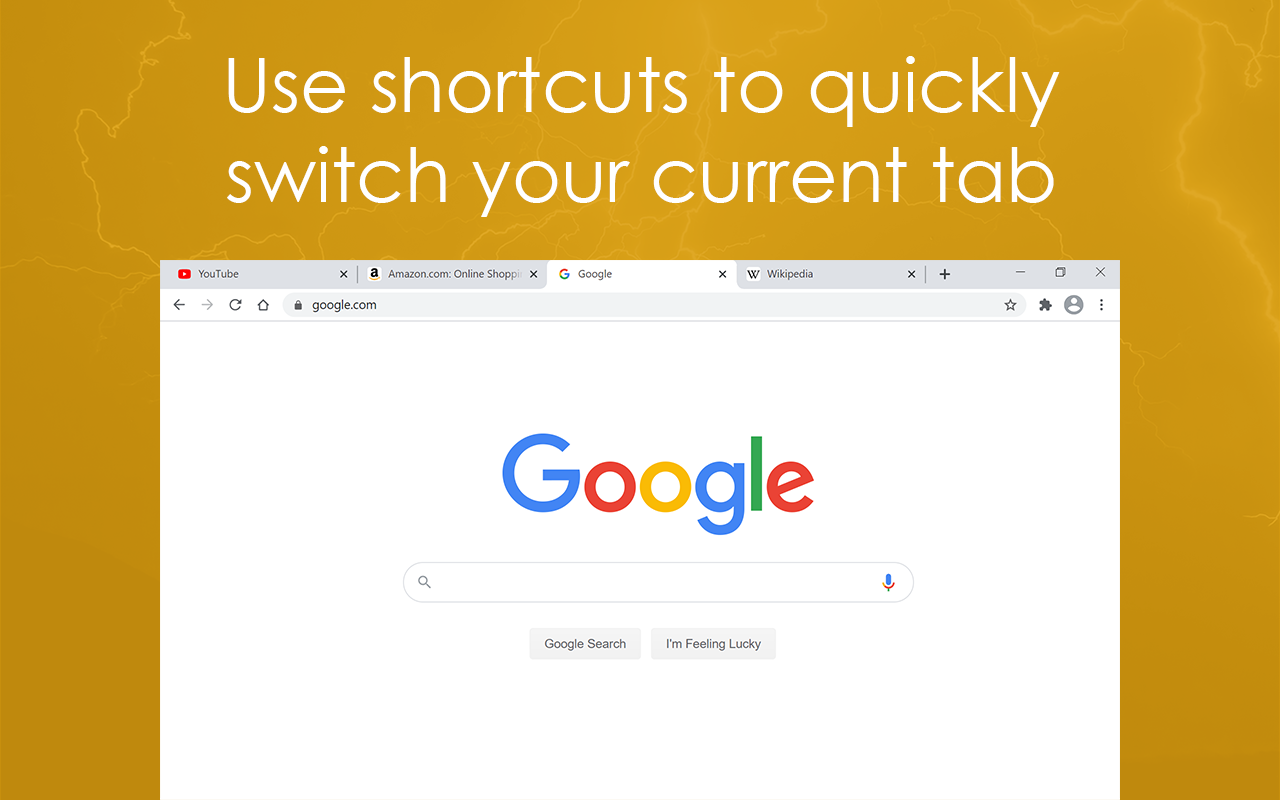 Use shortcuts to quickly
switch your current tab
YouTube
Amazon.com: Online Shoppi
Google
Wikipedia
google.com
Google
Google Search
I'm Feeling Lucky